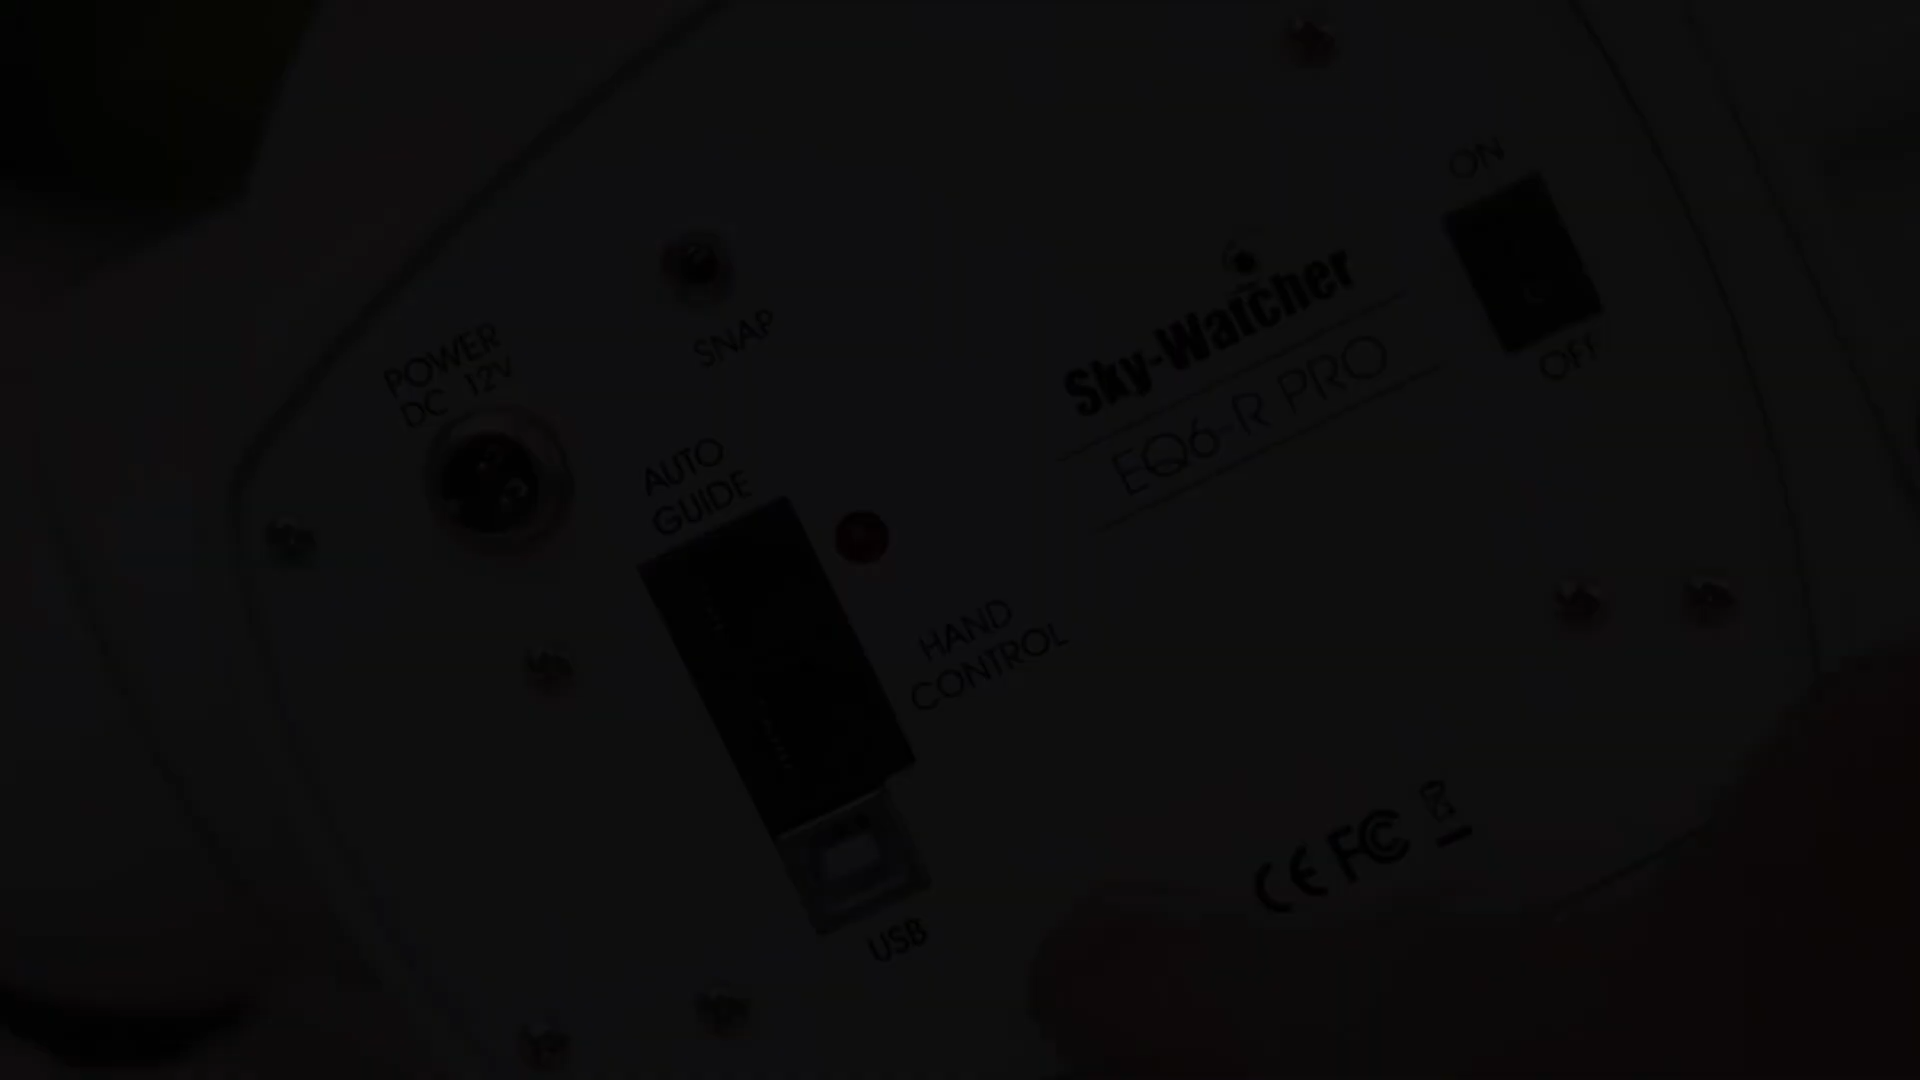 ON
OFF
SNAP
POWER
DC 12V
Sky-Watcher
EQ6-R PRO
AUTO
GUIDE
HAND
CONTROL
USB
CE FC